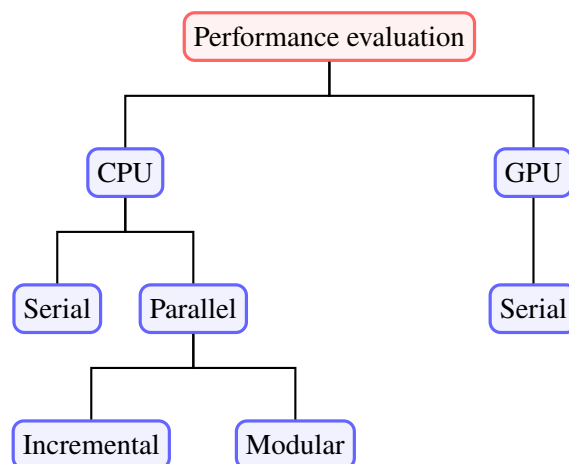 Performance evaluation
CPU
GPU
Serial
Parallel
Serial
Incremental
Modular